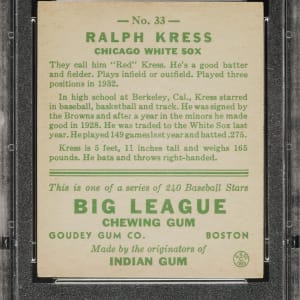 — No. 33 —
RALPH KRESS
CHICAGO WHITE SOX
They call him "Red" Kress. He's a good batter
and fielder. Plays infield or outfield. Played three
positions in 1932.
In high school at Berkeley, Cal., Kress starred
in baseball, basketball and track. He was signed by
the Browns and after a year in the minors he made
good in 1928. He was traded to the White Sox last
year. He played 149 games last year and batted .275.
Kress is 5 feet, 11 inches tall and weighs 165
pounds. He bats and throws right-handed.
This is one of a series of 240 Baseball Stars
BIG LEAGUE
CHEWING GUM
GOUDEY GUM CO. BOSTON
Made by the originators of
INDIAN GUM